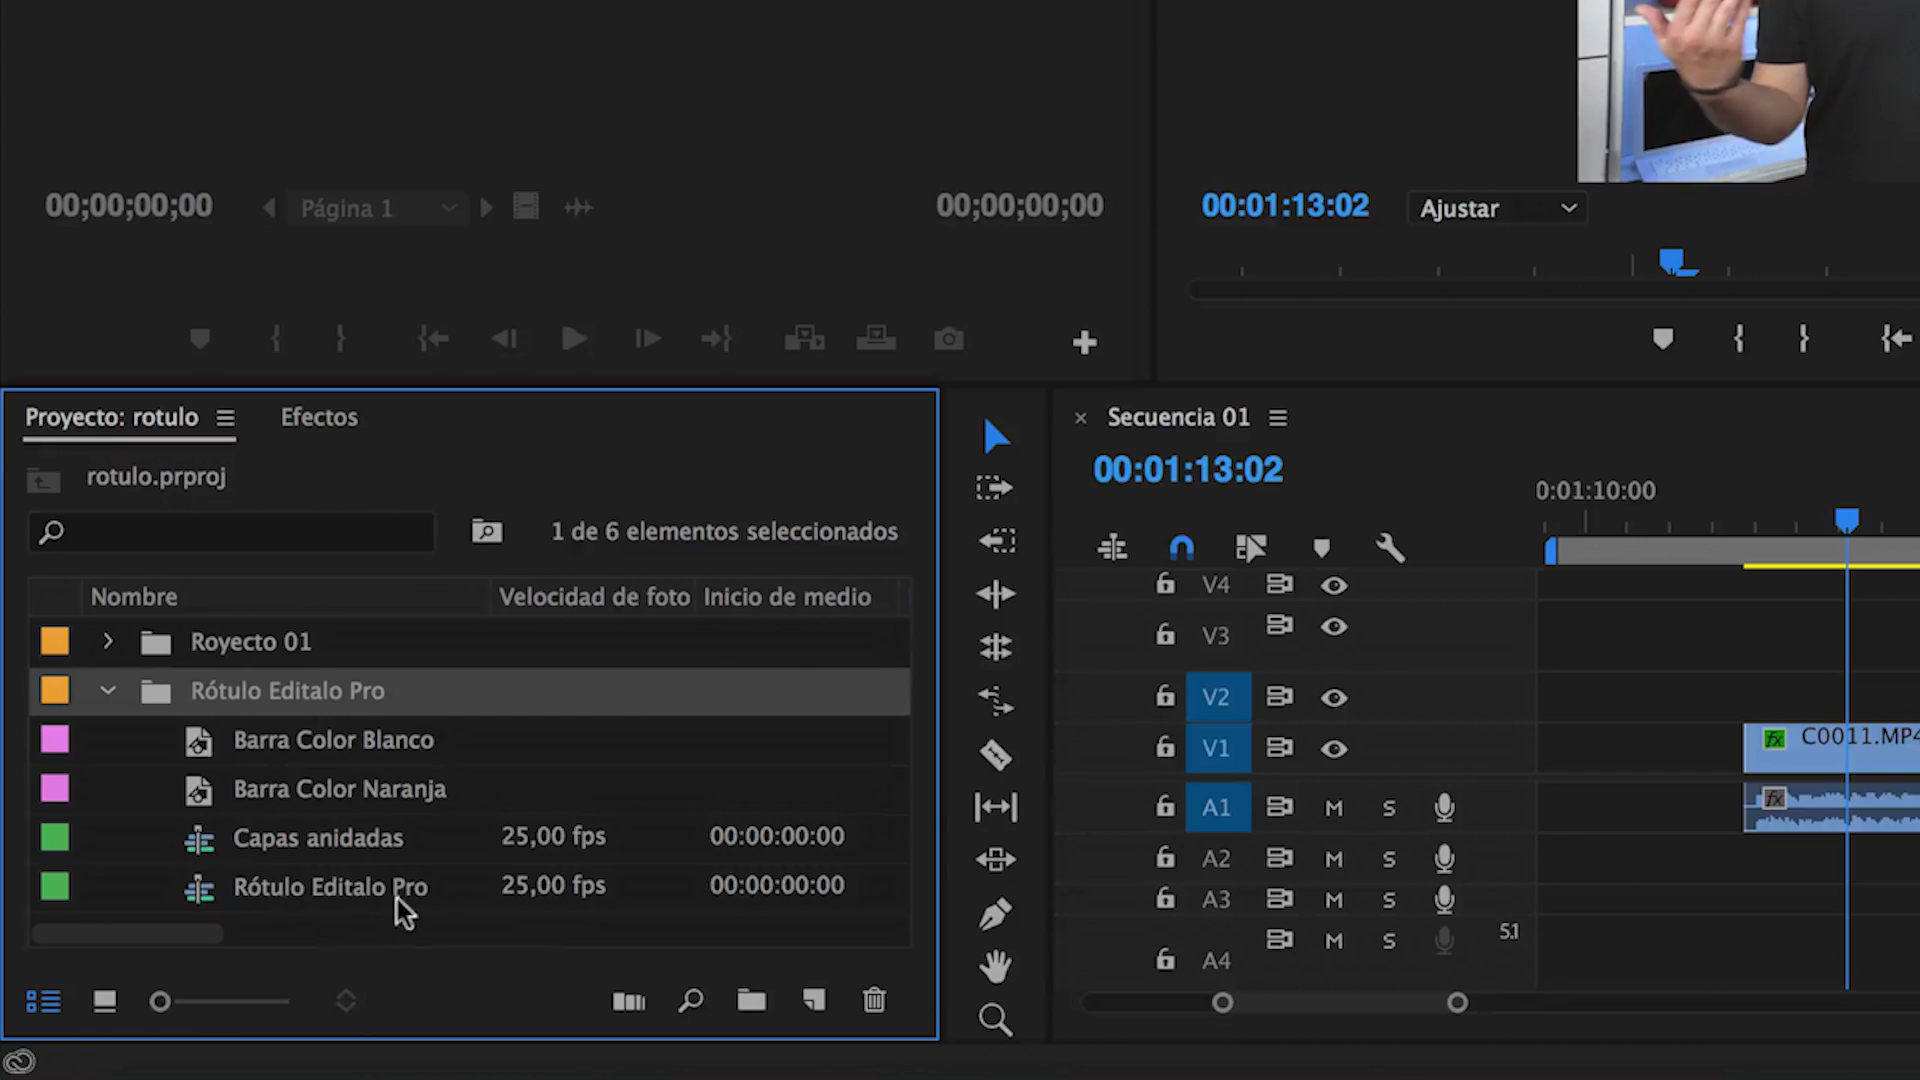 00;00;00;00
Página 1
00;00;00;00
00:01:13:02
Ajustar
Proyecto: rotulo
Efectos
rotulo.prproj
1 de 6 elementos seleccionados
Nombre
Velocidad de foto
Inicio de medio
Royecto 01
Rótulo Editalo Pro
Barra Color Blanco
Barra Color Naranja
Capas anidadas
25,00 fps
00:00:00:00
Rótulo Editalo Pro
25,00 fps
00:00:00:00
Secuencia 01
00:01:13:02
0:01:10:00
V4
V3
V2
V1
fx C0011.MP4
A1 M S
fx
A2 M S
A3 M S
A4 M S
5.1